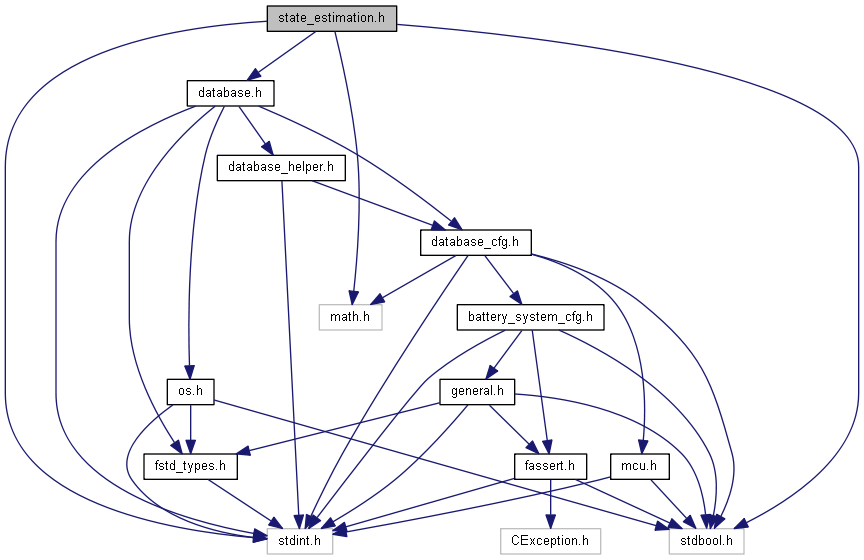 state_estimation.h
database.h
database_helper.h
database_cfg.h
math.h
battery_system_cfg.h
os.h
general.h
fstd_types.h
fassert.h
mcu.h
stdint.h
CException.h
stdbool.h